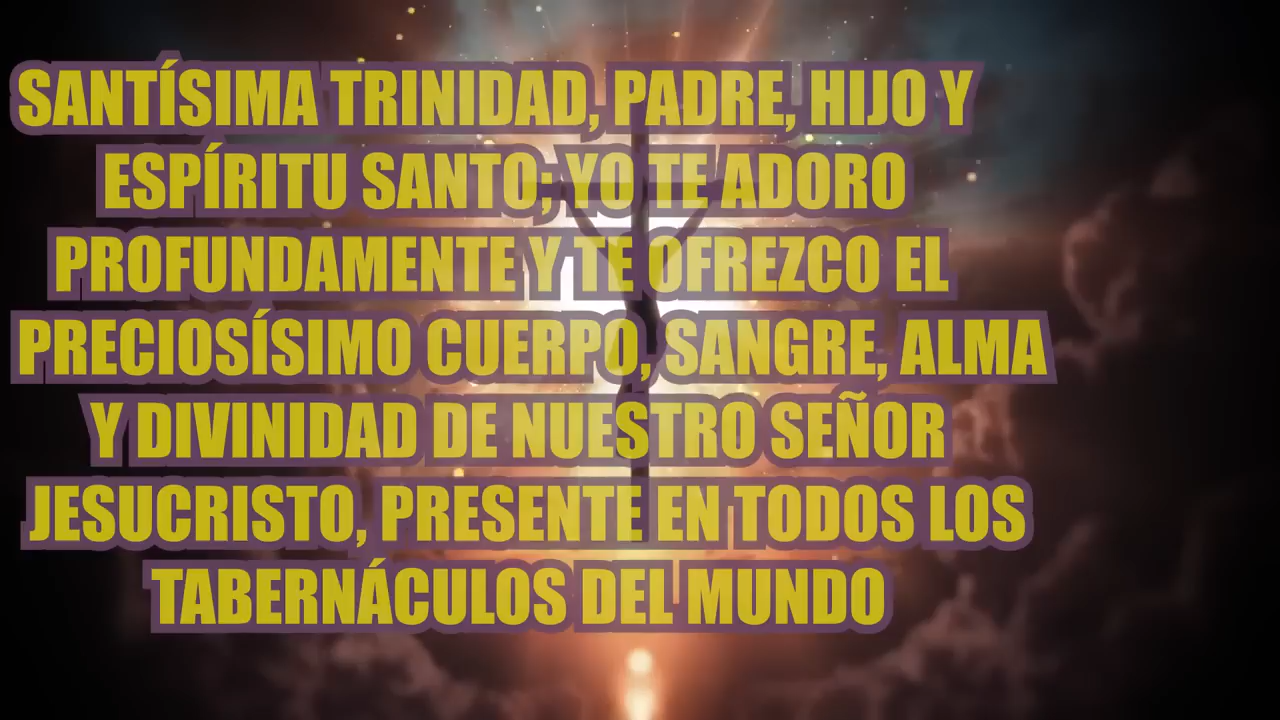 SANTÍSIMA TRINIDAD, PADRE, HIJO Y
ESPÍRITU SANTO; YO TE ADORO
PROFUNDAMENTE Y TE OFREZCO EL
PRECIOSÍSIMO CUERPO, SANGRE, ALMA
Y DIVINIDAD DE NUESTRO SEÑOR
JESUCRISTO, PRESENTE EN TODOS LOS
TABERNÁCULOS DEL MUNDO